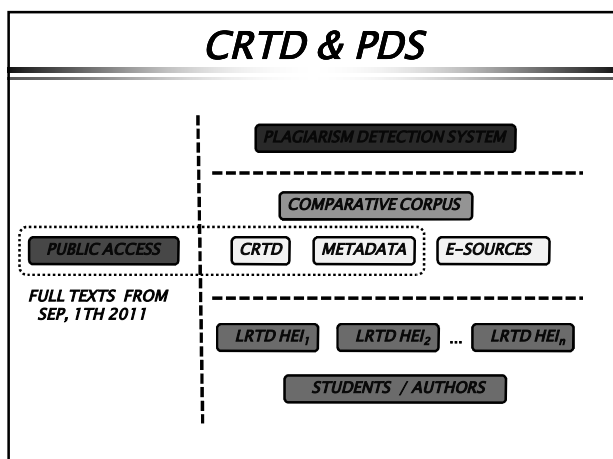 CRTD & PDS
PLAGIARISM DETECTION SYSTEM
COMPARATIVE CORPUS
PUBLIC ACCESS CRTD METADATA E-SOURCES
FULL TEXTS FROM
SEP, 1TH 2011
LRTD HEI1 LRTD HEI2 ... LRTD HEIn
STUDENTS / AUTHORS